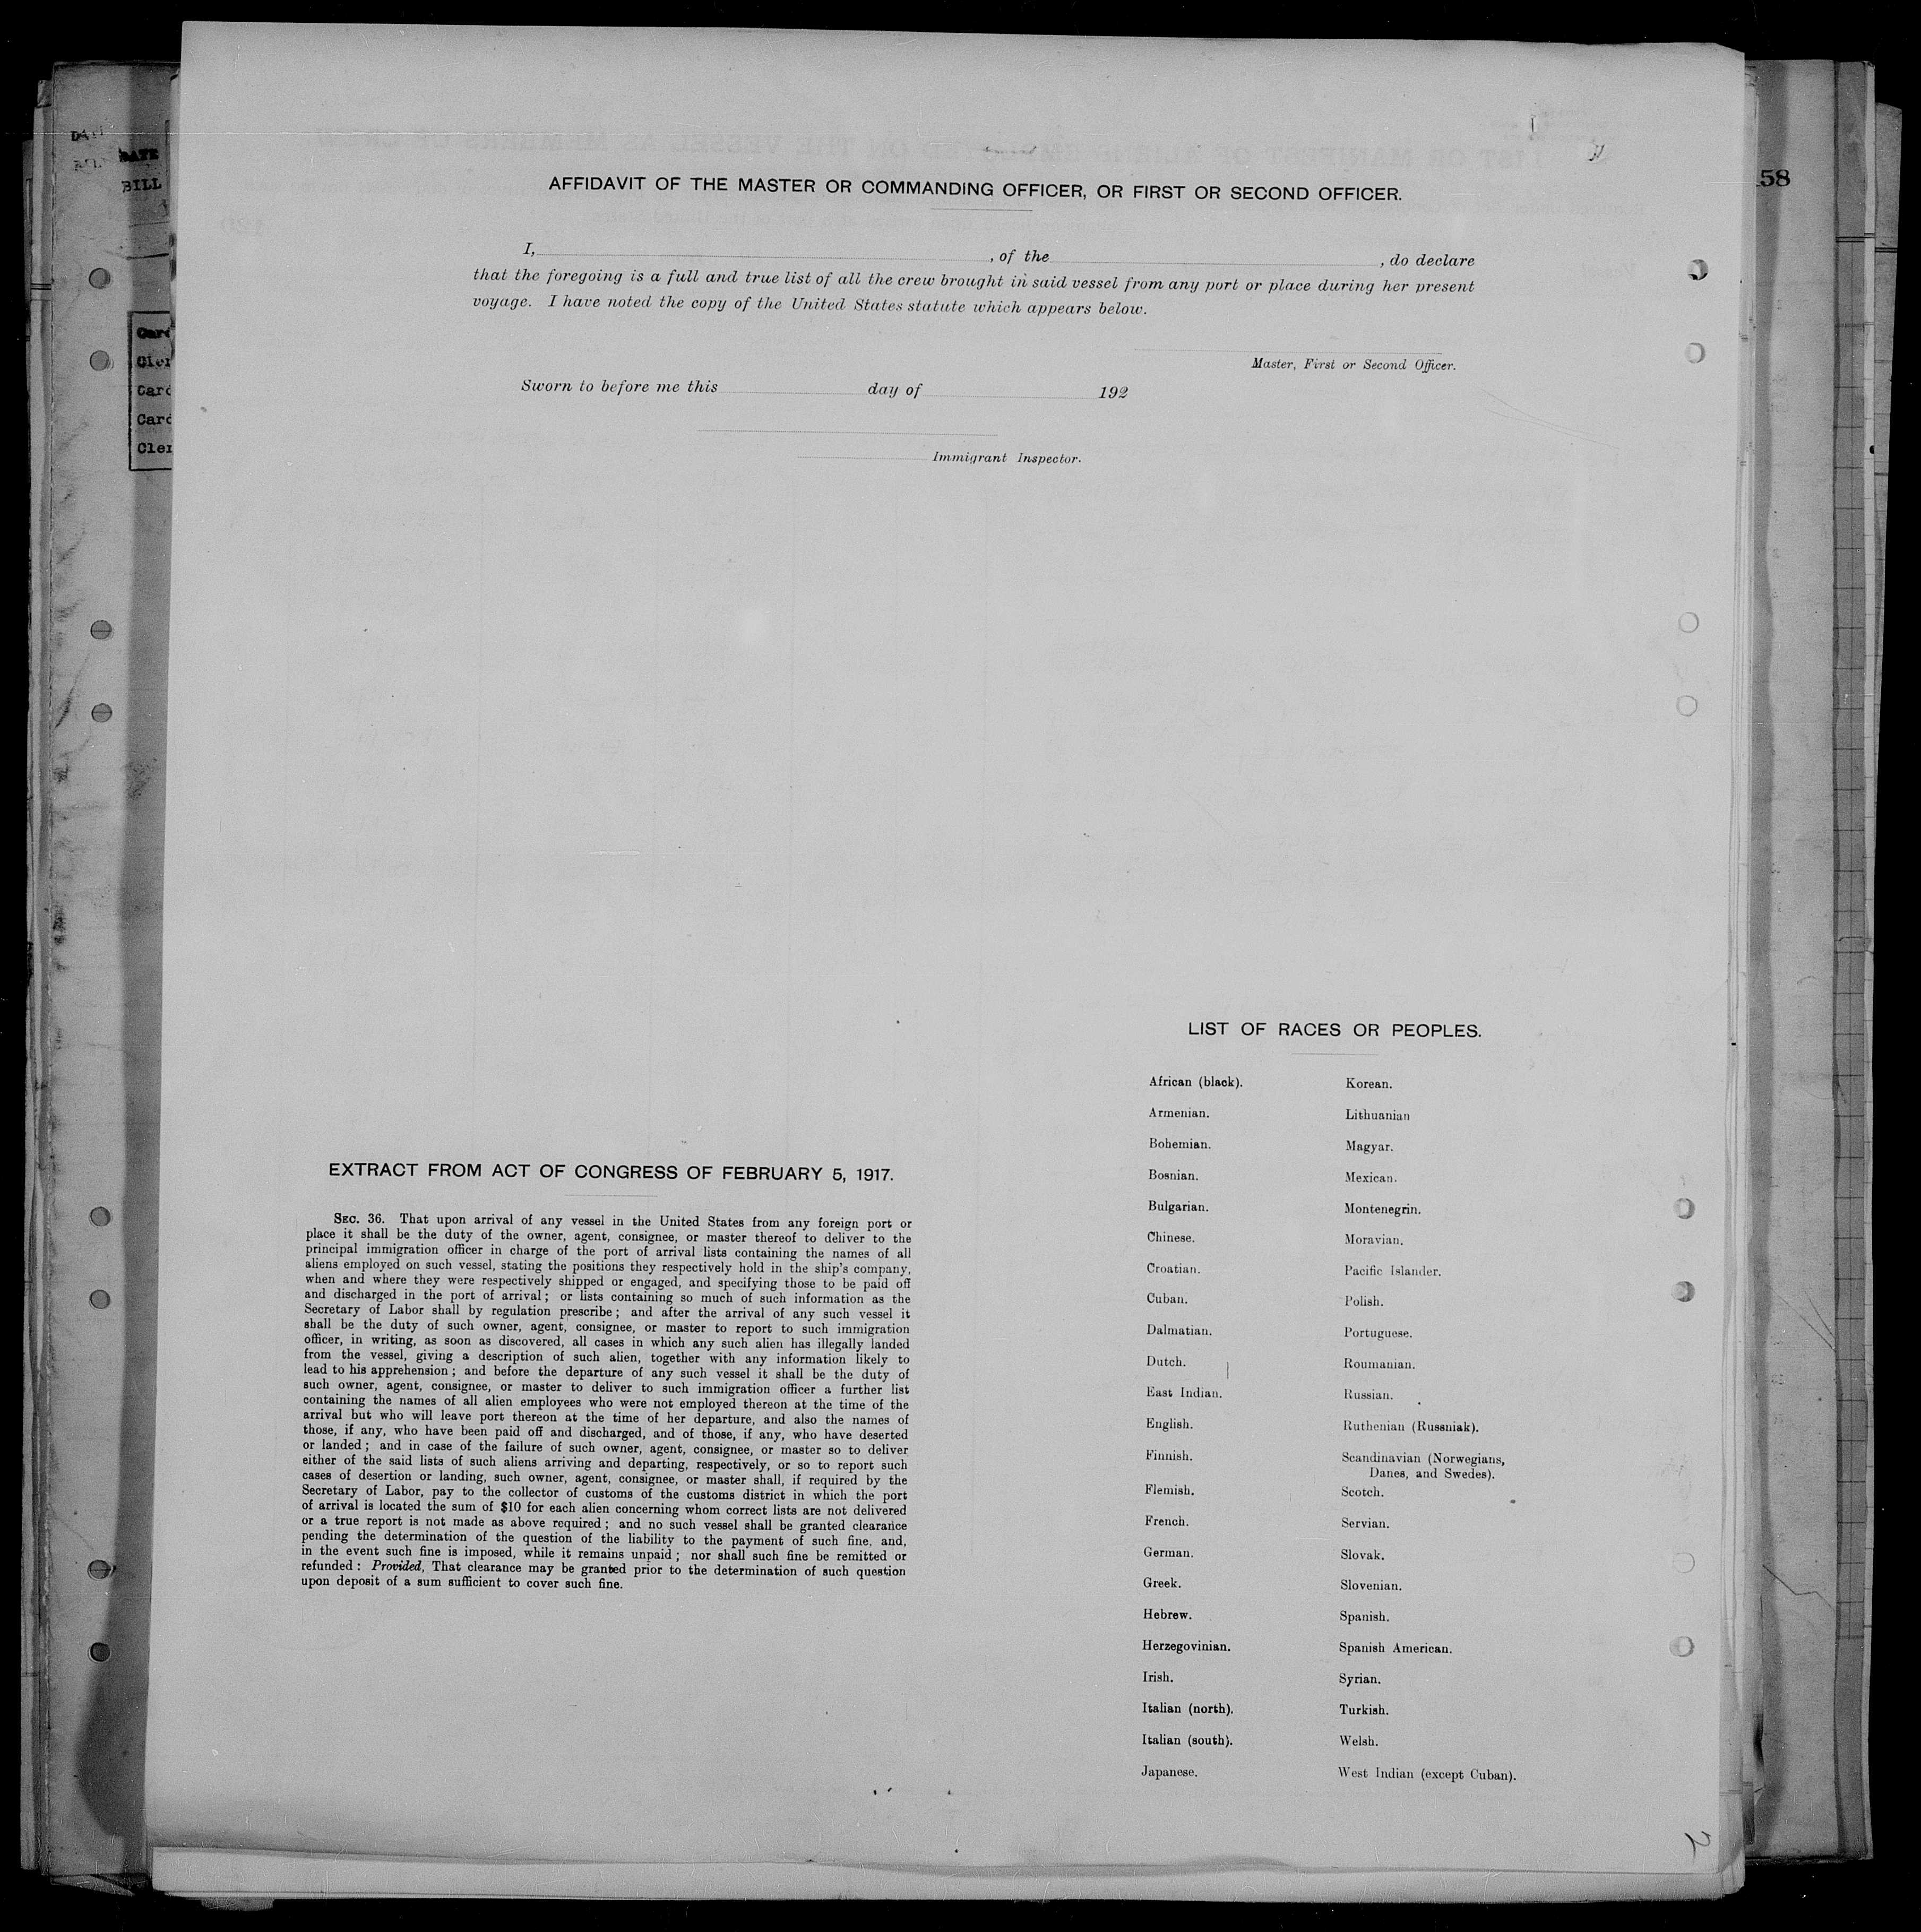 AFFIDAVIT OF THE MASTER OR COMMANDING OFFICER, OR FIRST OR SECOND OFFICER.
I, , of the , do declare
that the foregoing is a full and true list of all the crew brought in said vessel from any port or place during her present
voyage. I have noted the copy of the United States statute which appears below.
Master, First or Second Officer.
Sworn to before me this day of 192
Immigrant Inspector.
DATE
BILL
58
Card
Cler
Card
Card
Cler
EXTRACT FROM ACT OF CONGRESS OF FEBRUARY 5, 1917.
SEC. 36. That upon arrival of any vessel in the United States from any foreign port or
place it shall be the duty of the owner, agent, consignee, or master thereof to deliver to the
principal immigration officer in charge of the port of arrival lists containing the names of all
aliens employed on such vessel, stating the positions they respectively hold in the ship's company,
when and where they were respectively shipped or engaged, and specifying those to be paid off
and discharged in the port of arrival; or lists containing so much of such information as the
Secretary of Labor shall by regulation prescribe; and after the arrival of any such vessel it
shall be the duty of such owner, agent, consignee, or master to report to such immigration
officer, in writing, as soon as discovered, all cases in which any such alien has illegally landed
from the vessel, giving a description of such alien, together with any information likely to
lead to his apprehension; and before the departure of any such vessel it shall be the duty of
such owner, agent, consignee, or master to deliver to such immigration officer a further list
containing the names of all alien employees who were not employed thereon at the time of the
arrival but who will leave port thereon at the time of her departure, and also the names of
those, if any, who have been paid off and discharged, and of those, if any, who have deserted
or landed; and in case of the failure of such owner, agent, consignee, or master so to deliver
either of the said lists of such aliens arriving and departing, respectively, or so to report such
cases of desertion or landing, such owner, agent, consignee, or master shall, if required by the
Secretary of Labor, pay to the collector of customs of the customs district in which the port
of arrival is located the sum of $10 for each alien concerning whom correct lists are not delivered
or a true report is not made as above required; and no such vessel shall be granted clearance
pending the determination of the question of the liability to the payment of such fine, and,
in the event such fine is imposed, while it remains unpaid; nor shall such fine be remitted or
refunded: Provided, That clearance may be granted prior to the determination of such question
upon deposit of a sum sufficient to cover such fine.
LIST OF RACES OR PEOPLES.
African (black).
Armenian.
Bohemian.
Bosnian.
Bulgarian.
Chinese.
Croatian.
Cuban.
Dalmatian.
Dutch.
East Indian.
English.
Finnish.
Flemish.
French.
German.
Greek.
Hebrew.
Herzegovinian.
Irish.
Italian (north).
Italian (south).
Japanese.
Korean.
Lithuanian
Magyar.
Mexican.
Montenegrin.
Moravian.
Pacific Islander.
Polish.
Portuguese.
Roumanian.
Russian.
Ruthenian (Russniak).
Scandinavian (Norwegians,
Danes, and Swedes).
Scotch.
Servian.
Slovak.
Slovenian.
Spanish.
Spanish American.
Syrian.
Turkish.
Welsh.
West Indian (except Cuban).
2